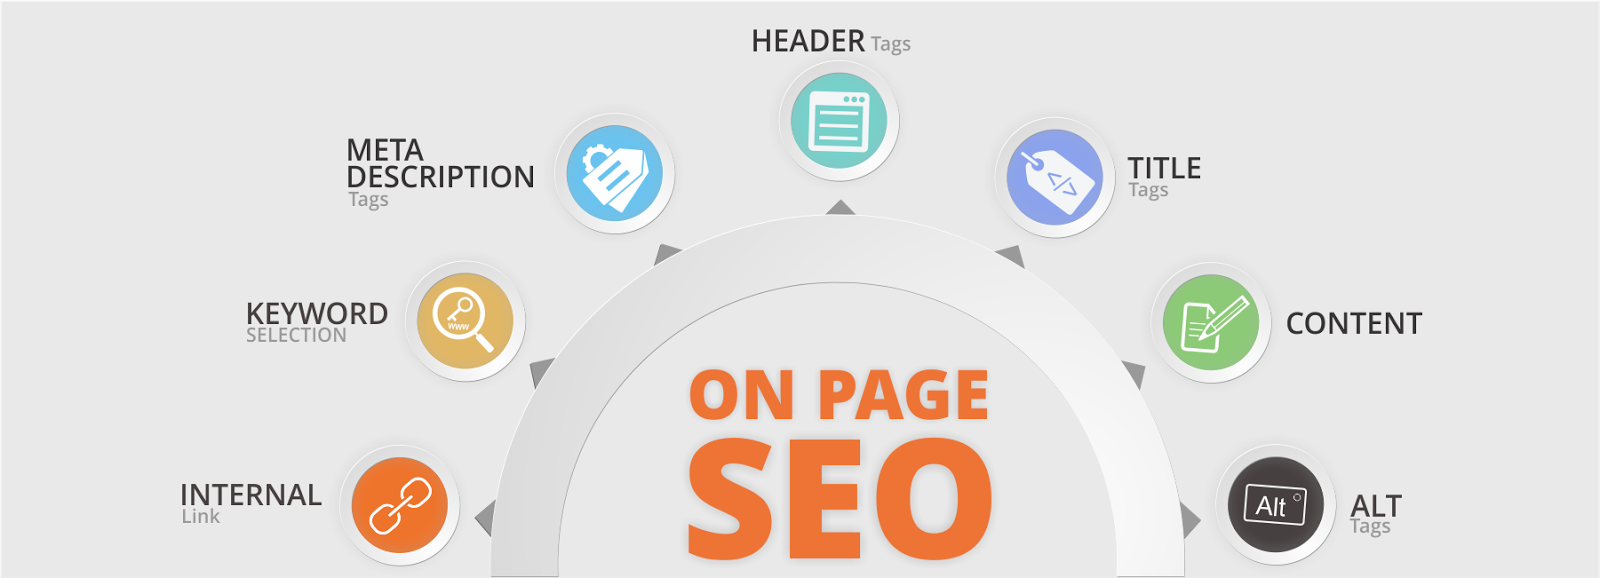 HEADER Tags
META
DESCRIPTION
Tags
TITLE
Tags
KEYWORD
SELECTION
www
CONTENT
ON PAGE
SEO
INTERNAL
Link
Alt
ALT
Tags